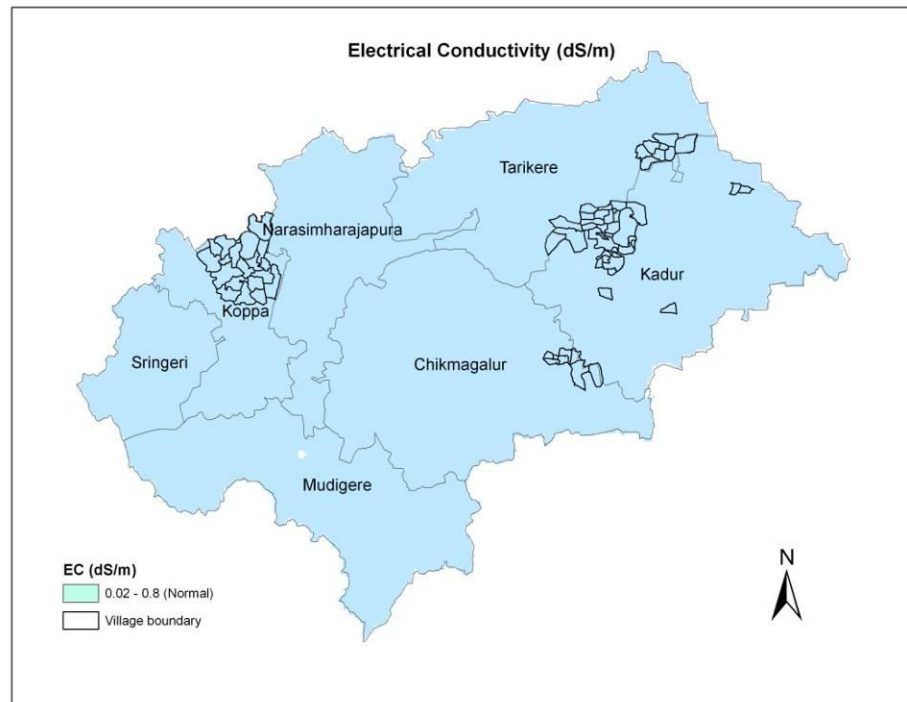 Electrical Conductivity (dS/m)
Tarikere
Narasimharajapura
Kadur
Koppa
Sringeri
Chikmagalur
Mudigere
N
EC (dS/m)
0.02 - 0.8 (Normal)
Village boundary